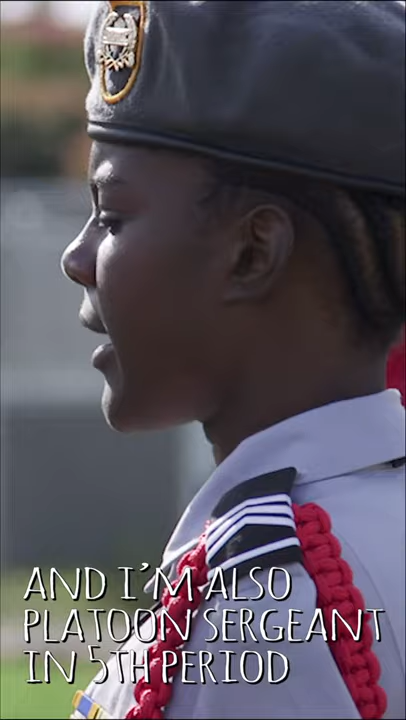 AND I'M ALSO
PLATOON SERGEANT
IN 5TH PERIOD